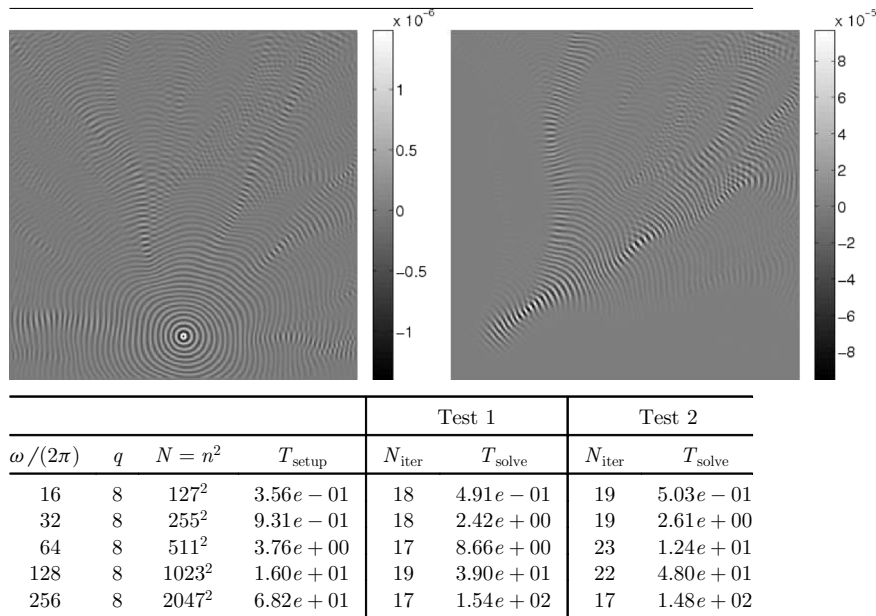 x 10⁻⁶
1
0.5
0
−0.5
−1
x 10⁻⁵
8
6
4
2
0
−2
−4
−6
−8
Test 1 Test 2
ω/(2π) q N = n² T_setup N_iter T_solve N_iter T_solve
16 8 127² 3.56e − 01 18 4.91e − 01 19 5.03e − 01
32 8 255² 9.31e − 01 18 2.42e + 00 19 2.61e + 00
64 8 511² 3.76e + 00 17 8.66e + 00 23 1.24e + 01
128 8 1023² 1.60e + 01 19 3.90e + 01 22 4.80e + 01
256 8 2047² 6.82e + 01 17 1.54e + 02 17 1.48e + 02